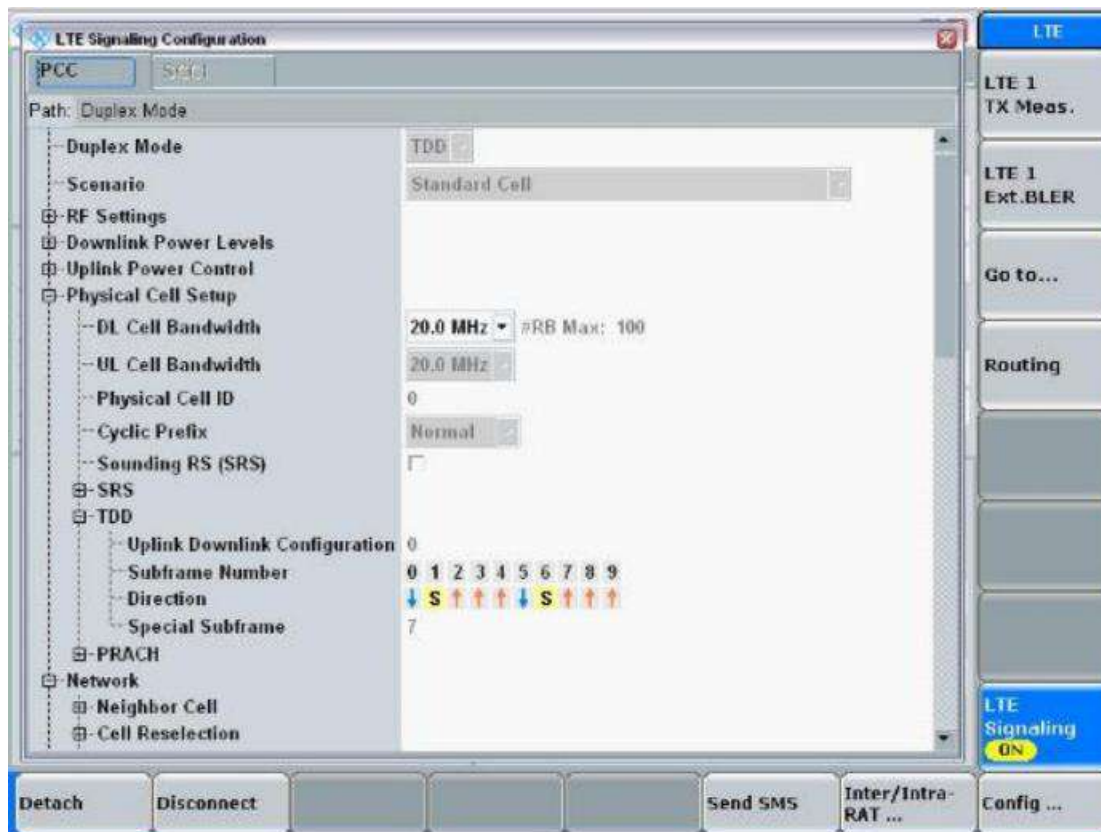 LTE Signaling Configuration
PCC SCC1
Path: Duplex Mode
Duplex Mode TDD
Scenario Standard Cell
RF Settings
Downlink Power Levels
Uplink Power Control
Physical Cell Setup
DL Cell Bandwidth 20.0 MHz #RB Max: 100
UL Cell Bandwidth 20.0 MHz
Physical Cell ID 0
Cyclic Prefix Normal
Sounding RS (SRS)
SRS
TDD
Uplink Downlink Configuration 0
Subframe Number 0 1 2 3 4 5 6 7 8 9
Direction ↓ S ↑ ↑ ↑ ↓ S ↑ ↑ ↑
Special Subframe 7
PRACH
Network
Neighbor Cell
Cell Reselection
LTE
LTE 1
TX Meas.
LTE 1
Ext.BLER
Go to...
Routing
LTE
Signaling
ON
Detach Disconnect Send SMS Inter/Intra-
RAT ... Config ...